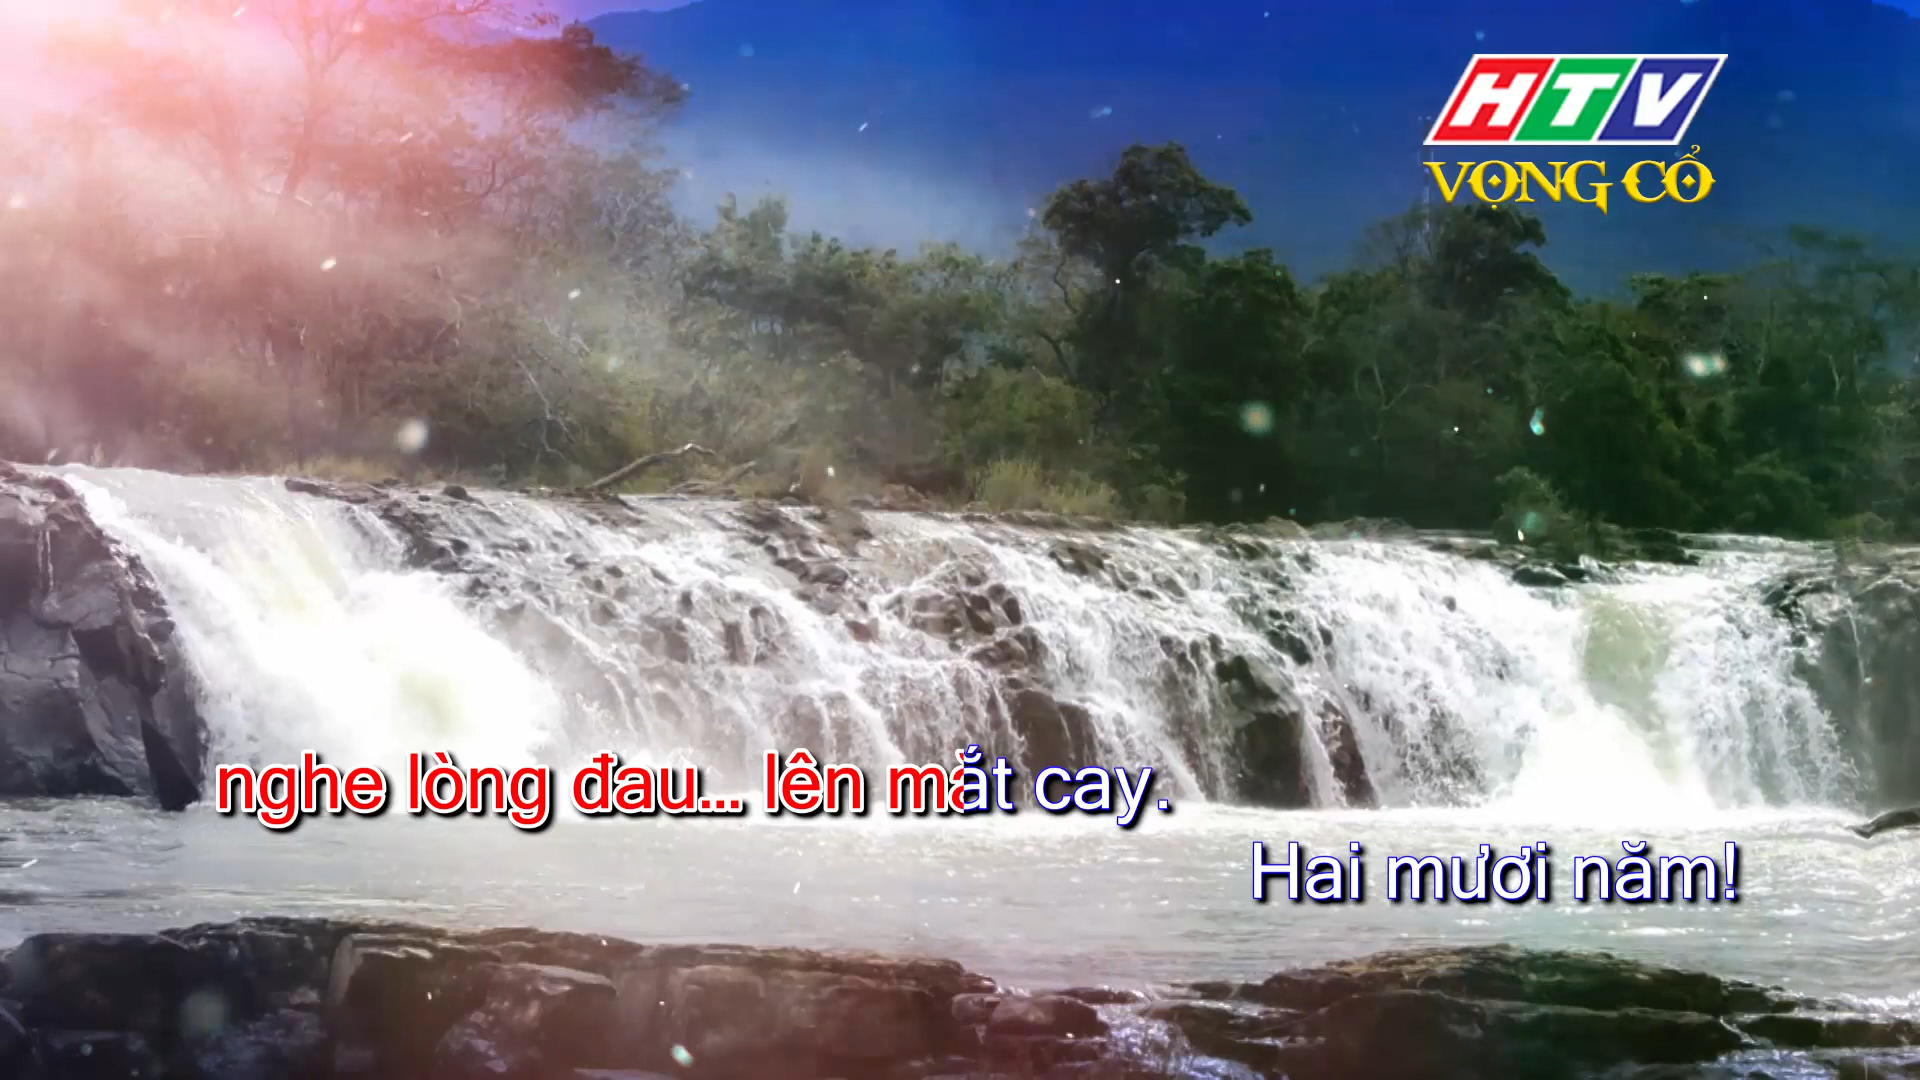 HTV
VỌNG CỔ
nghe lòng đau... lên mắt cay.
Hai mươi năm!